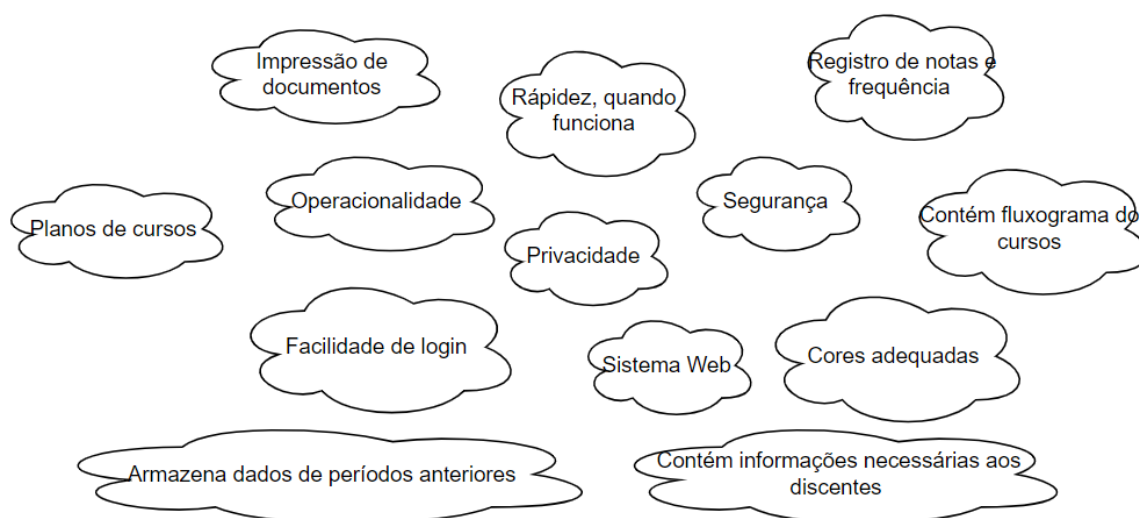 Impressão de
documentos
Rápidez, quando
funciona
Registro de notas e
frequência
Planos de cursos
Operacionalidade
Segurança
Privacidade
Contém fluxograma do
cursos
Facilidade de login
Sistema Web
Cores adequadas
Armazena dados de períodos anteriores
Contém informações necessárias aos
discentes